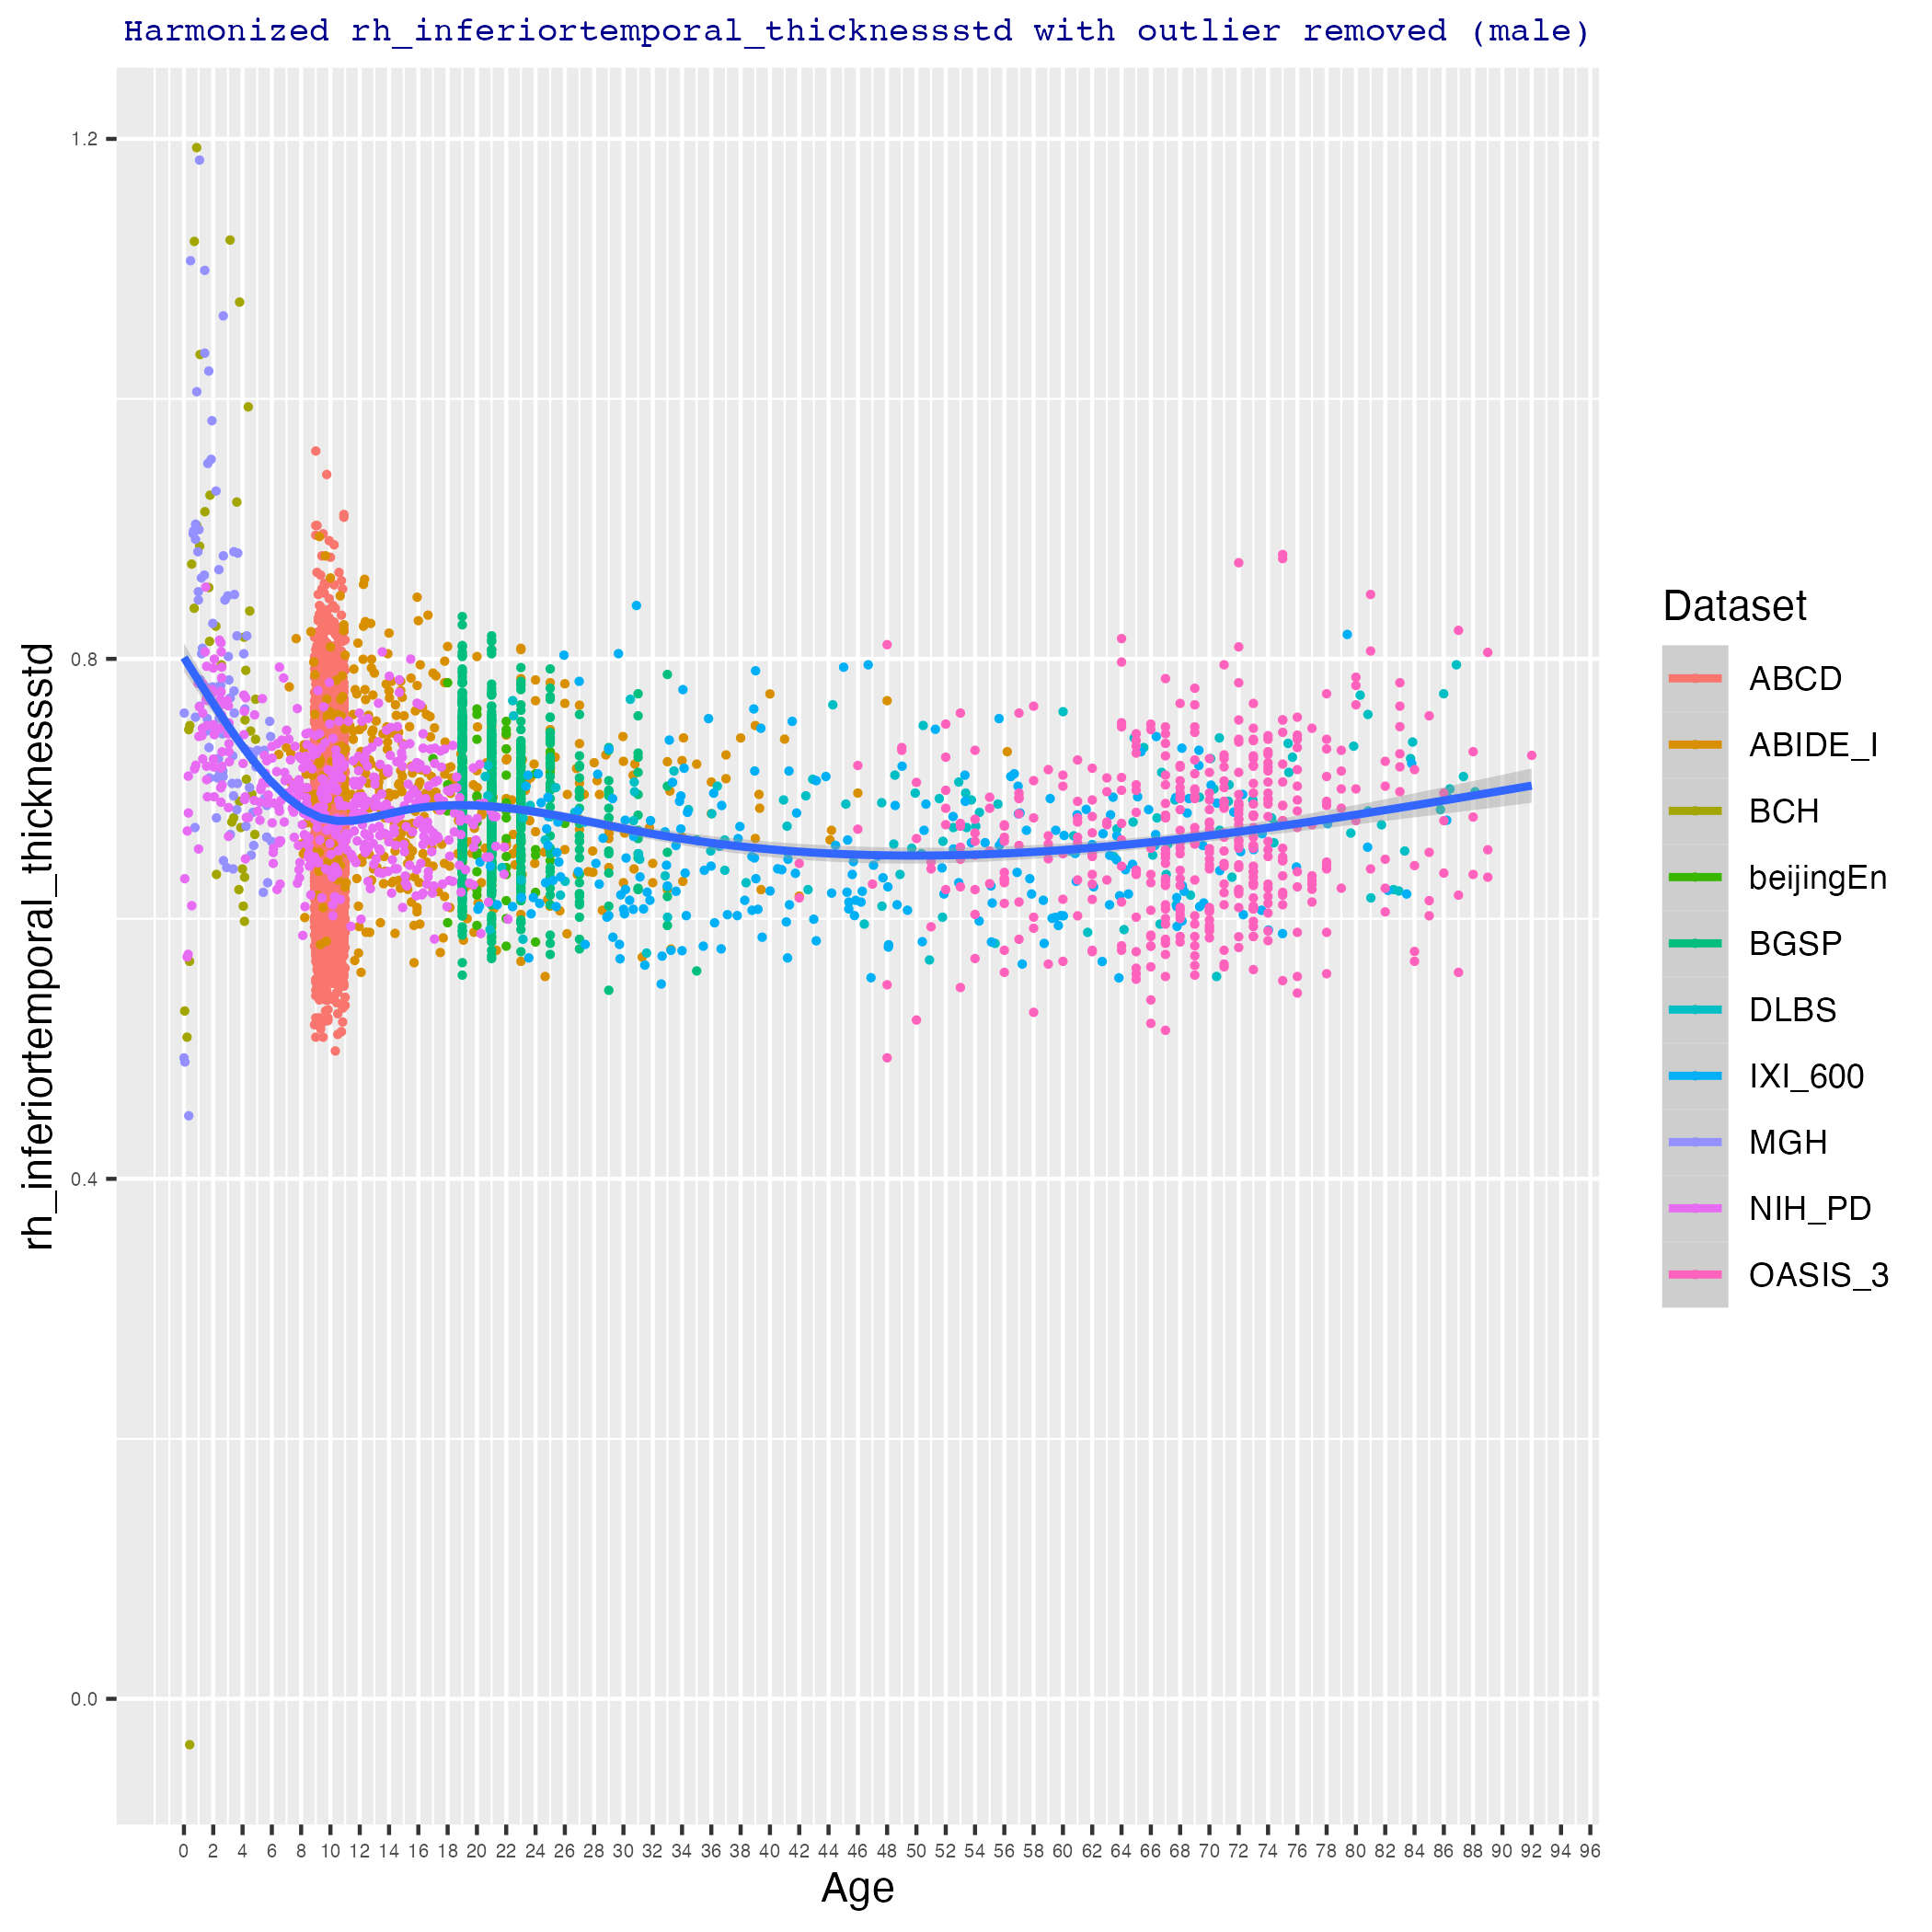 Harmonized rh_inferiortemporal_thicknessstd with outlier removed (male)
rh_inferiortemporal_thicknessstd
1.2
0.8
0.4
0.0
0 2 4 6 8 10 12 14 16 18 20 22 24 26 28 30 32 34 36 38 40 42 44 46 48 50 52 54 56 58 60 62 64 66 68 70 72 74 76 78 80 82 84 86 88 90 92 94 96
Age
Dataset
ABCD
ABIDE_I
BCH
beijingEn
BGSP
DLBS
IXI_600
MGH
NIH_PD
OASIS_3